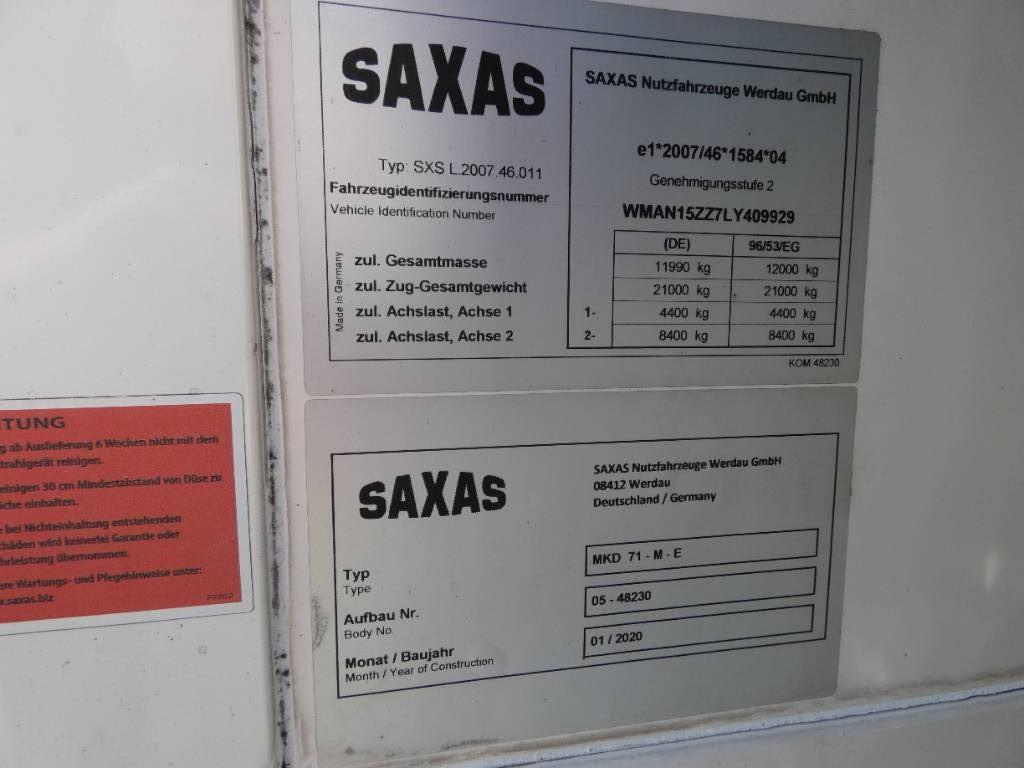 SAXAS
SAXAS Nutzfahrzeuge Werdau GmbH
Typ: SXS L.2007.46.011
e1*2007/46*1584*04
Genehmigungsstufe 2
Fahrzeugidentifizierungsnummer
Vehicle Identification Number
WMAN15ZZ7LY409929
(DE) 96/53/EG
zul. Gesamtmasse 11990 kg 12000 kg
zul. Zug-Gesamtgewicht 21000 kg 21000 kg
zul. Achslast, Achse 1 1- 4400 kg 4400 kg
zul. Achslast, Achse 2 2- 8400 kg 8400 kg
Made in Germany
KOM 48230
SAXAS
SAXAS Nutzfahrzeuge Werdau GmbH
08412 Werdau
Deutschland / Germany
Typ
Type
MKD 71 - M - E
Aufbau Nr.
Body No.
05 - 48230
Monat / Baujahr
Month / Year of Construction
01 / 2020
TUNG
g ab Auslieferung 6 Wochen nicht mit dem
trahlgerät reinigen.
einigen 30 cm Mindestabstand von Düse zu
che einhalten.
e bei Nichteinhaltung entstehenden
häden wird keinerlei Garantie oder
hrleistung übernommen.
ere Wartungs- und Pfegehinweise unter:
w.saxas.biz